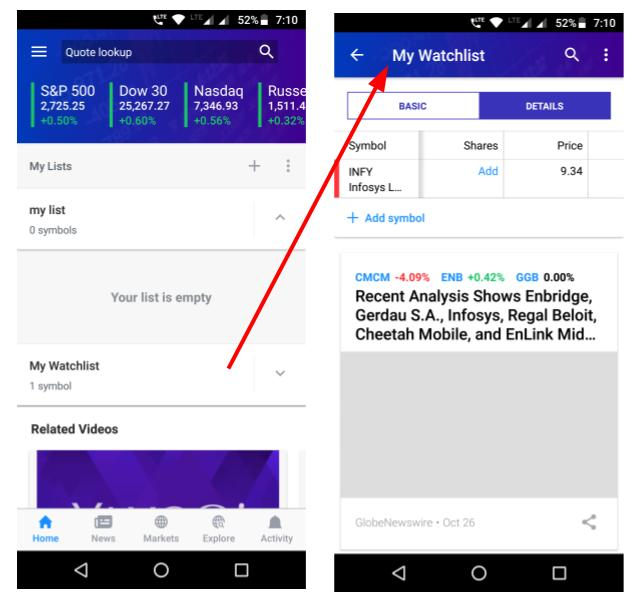 LTE LTE 52% 7:10
Quote lookup
S&P 500 Dow 30 Nasdaq Russe
2,725.25 25,267.27 7,346.93 1,511.4
+0.50% +0.60% +0.56% +0.32%
My Lists
my list
0 symbols
Your list is empty
My Watchlist
1 symbol
Related Videos
Home News Markets Explore Activity
LTE LTE 52% 7:10
My Watchlist
BASIC DETAILS
Symbol Shares Price
INFY Add 9.34
Infosys L...
+ Add symbol
CMCM -4.09% ENB +0.42% GGB 0.00%
Recent Analysis Shows Enbridge,
Gerdau S.A., Infosys, Regal Beloit,
Cheetah Mobile, and EnLink Mid...
GlobeNewswire • Oct 26